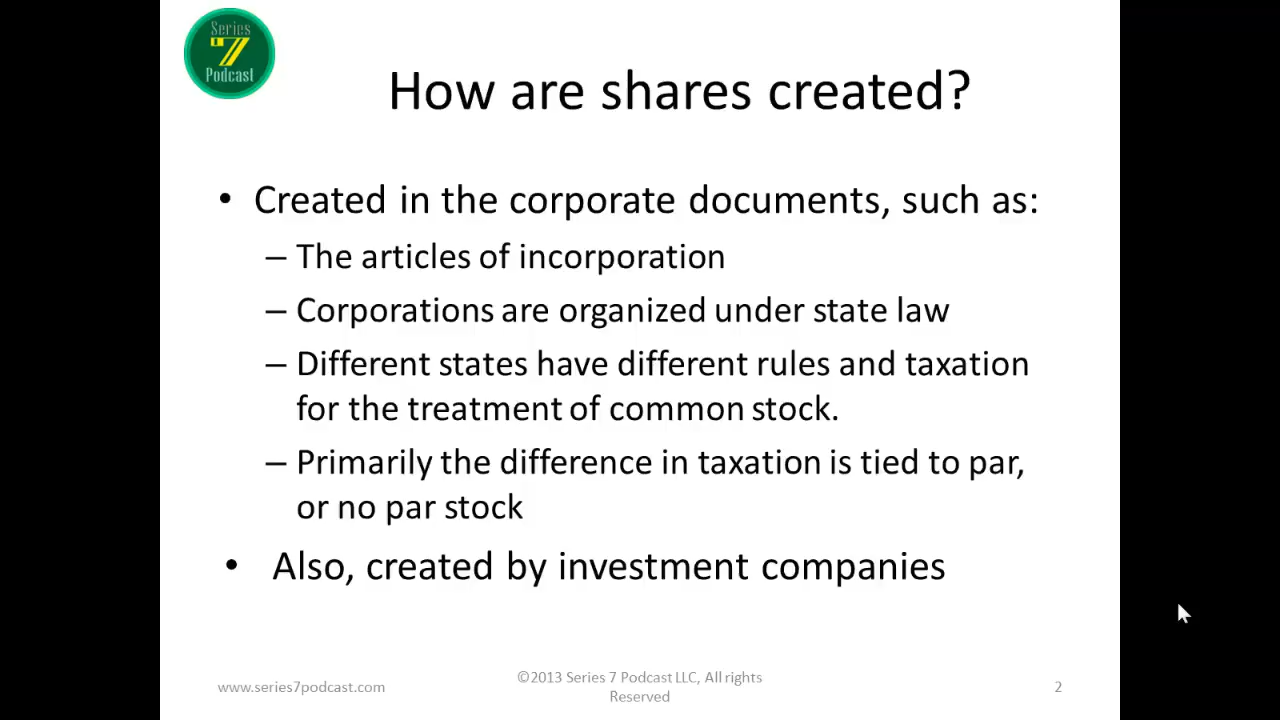 Series
7
Podcast
How are shares created?
• Created in the corporate documents, such as:
– The articles of incorporation
– Corporations are organized under state law
– Different states have different rules and taxation
for the treatment of common stock.
– Primarily the difference in taxation is tied to par,
or no par stock
• Also, created by investment companies
www.series7podcast.com
©2013 Series 7 Podcast LLC, All rights
Reserved
2